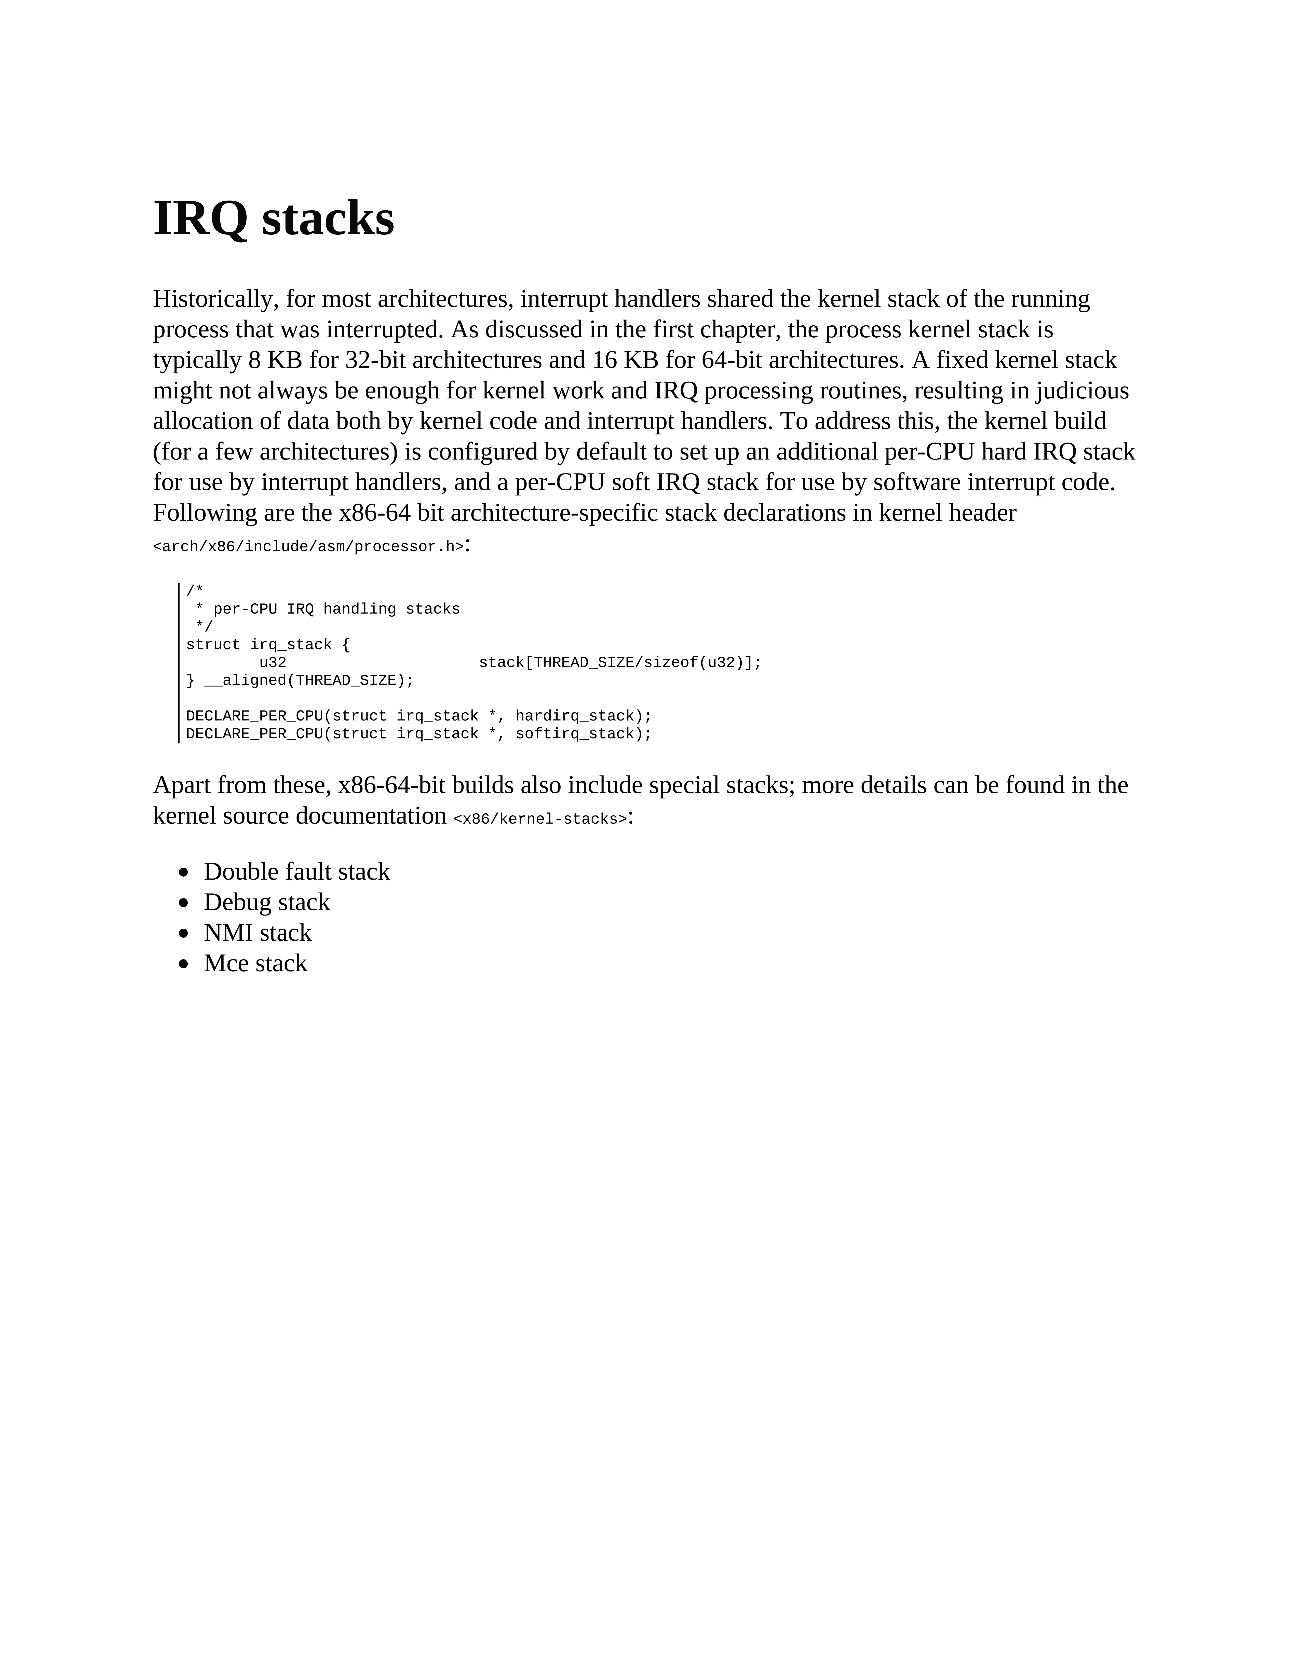 IRQ stacks
Historically, for most architectures, interrupt handlers shared the kernel stack of the running
process that was interrupted. As discussed in the first chapter, the process kernel stack is
typically 8 KB for 32-bit architectures and 16 KB for 64-bit architectures. A fixed kernel stack
might not always be enough for kernel work and IRQ processing routines, resulting in judicious
allocation of data both by kernel code and interrupt handlers. To address this, the kernel build
(for a few architectures) is configured by default to set up an additional per-CPU hard IRQ stack
for use by interrupt handlers, and a per-CPU soft IRQ stack for use by software interrupt code.
Following are the x86-64 bit architecture-specific stack declarations in kernel header
<arch/x86/include/asm/processor.h>:
/*
 * per-CPU IRQ handling stacks
 */
struct irq_stack {
        u32                     stack[THREAD_SIZE/sizeof(u32)];
} __aligned(THREAD_SIZE);
DECLARE_PER_CPU(struct irq_stack *, hardirq_stack);
DECLARE_PER_CPU(struct irq_stack *, softirq_stack);
Apart from these, x86-64-bit builds also include special stacks; more details can be found in the
kernel source documentation <x86/kernel-stacks>:
• Double fault stack
• Debug stack
• NMI stack
• Mce stack